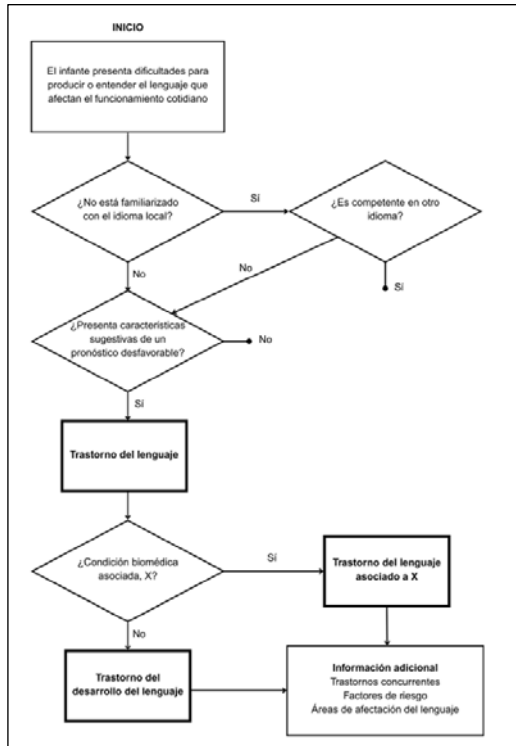 INICIO
El infante presenta dificultades para
producir o entender el lenguaje que
afectan el funcionamiento cotidiano
¿No está familiarizado
con el idioma local?
Sí
¿Es competente en otro
idioma?
No
No
Sí
¿Presenta características
sugestivas de un
pronóstico desfavorable?
No
Sí
Trastorno del lenguaje
¿Condición biomédica
asociada, X?
Sí
Trastorno del lenguaje
asociado a X
No
Trastorno del
desarrollo del lenguaje
Información adicional
Trastornos concurrentes
Factores de riesgo
Áreas de afectación del lenguaje